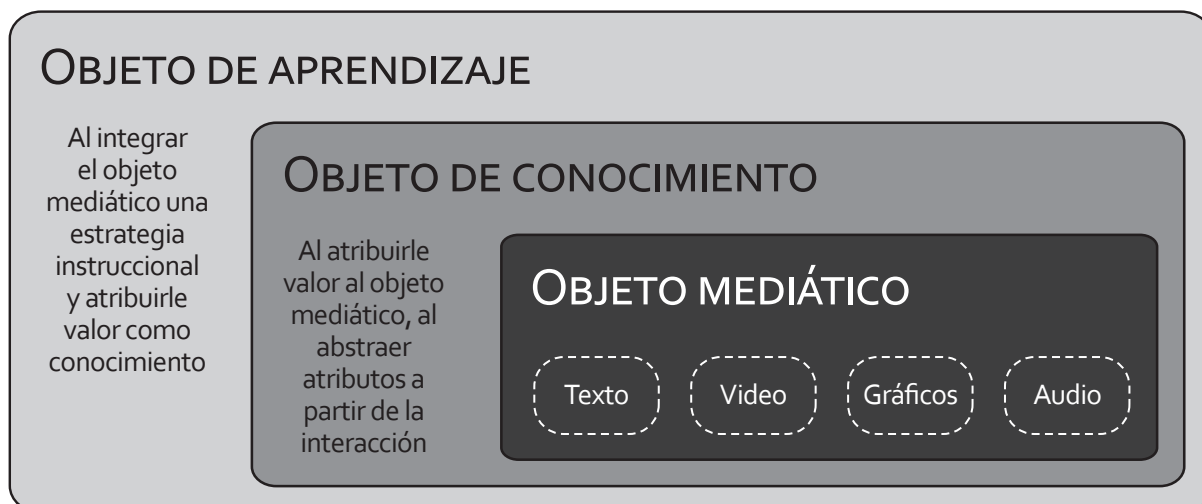 OBJETO DE APRENDIZAJE
Al integrar
el objeto
mediático una
estrategia
instruccional
y atribuirle
valor como
conocimiento
OBJETO DE CONOCIMIENTO
Al atribuirle
valor al objeto
mediático, al
abstraer
atributos a
partir de la
interacción
OBJETO MEDIÁTICO
Texto
Video
Gráficos
Audio